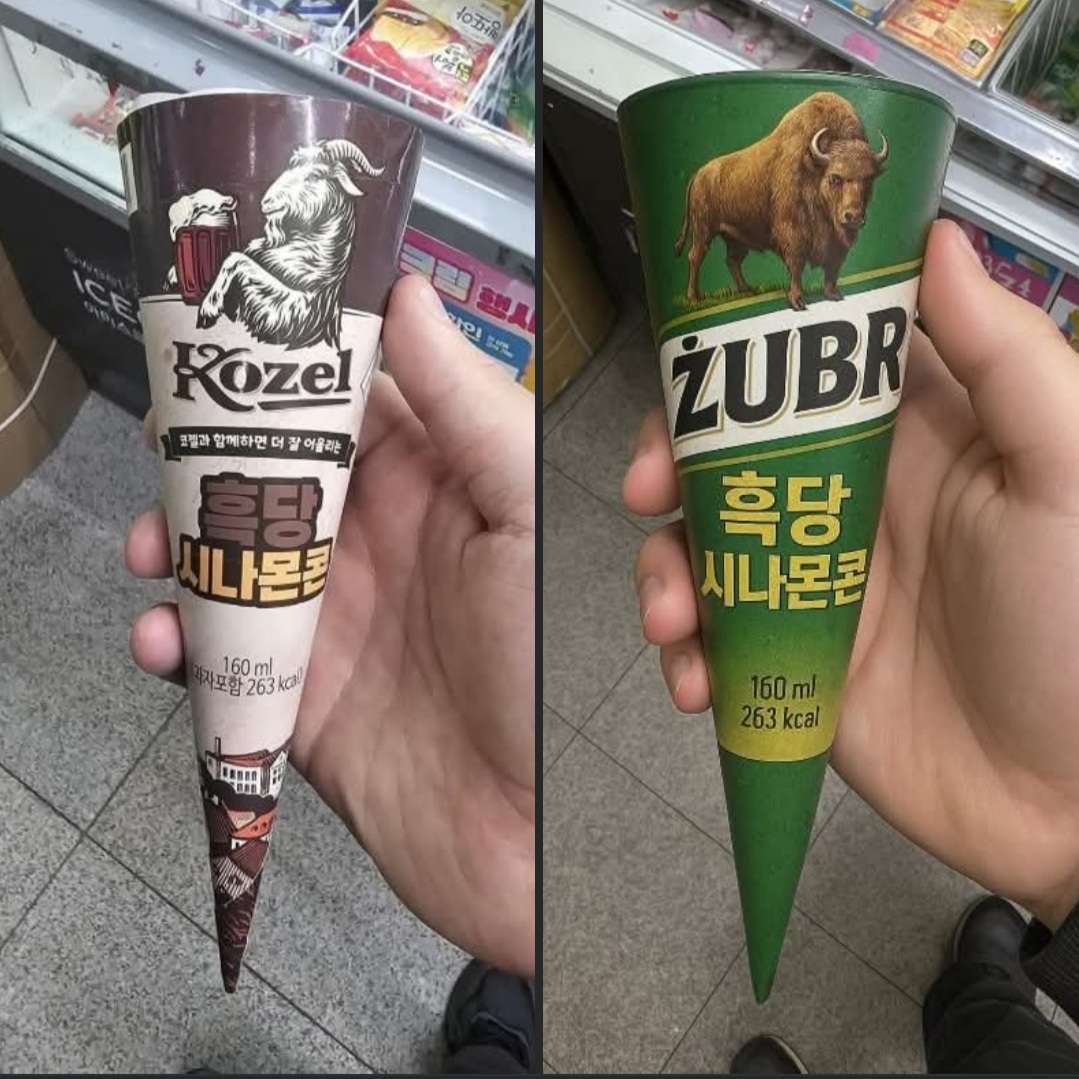 Kozel
코젤과 함께하면 더 잘 어울리는
흑당
시나몬콘
160 ml
과자포함 263 kcal
ICE
ŻUBR
흑당
시나몬콘
160 ml
263 kcal